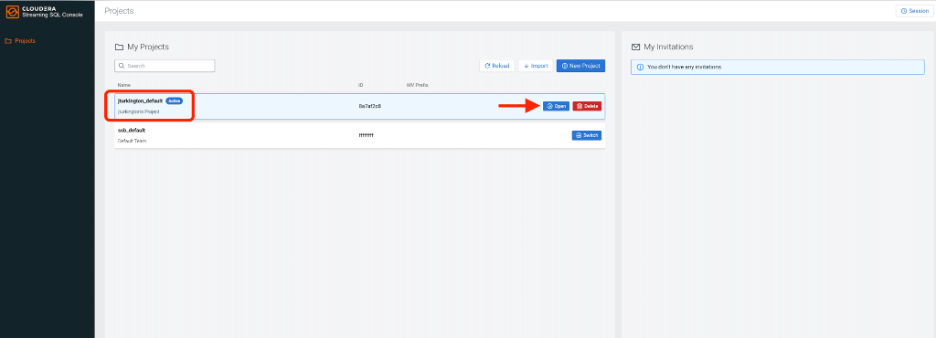 CLOUDERA
Streaming SQL Console
Projects
Session
Projects
My Projects
Search
Reload
Import
New Project
Name
ID
MV Prefix
jturkington_default Active
jturkington's Project
8a7af2c8
Open
Delete
ssb_default
Default Team
ffffffff
Switch
My Invitations
You don't have any invitations.